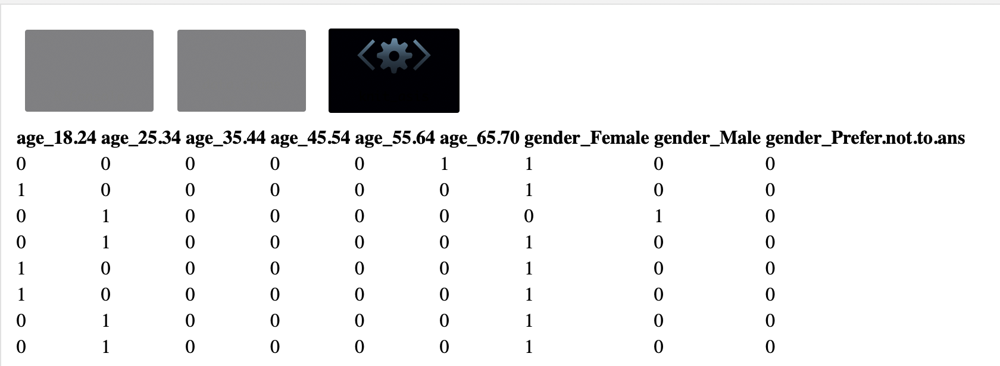 age_18.24 age_25.34 age_35.44 age_45.54 age_55.64 age_65.70 gender_Female gender_Male gender_Prefer.not.to.ans
0 0 0 0 0 1 1 0 0
1 0 0 0 0 0 1 0 0
0 1 0 0 0 0 0 1 0
0 1 0 0 0 0 1 0 0
1 0 0 0 0 0 1 0 0
1 0 0 0 0 0 1 0 0
0 1 0 0 0 0 1 0 0
0 1 0 0 0 0 1 0 0